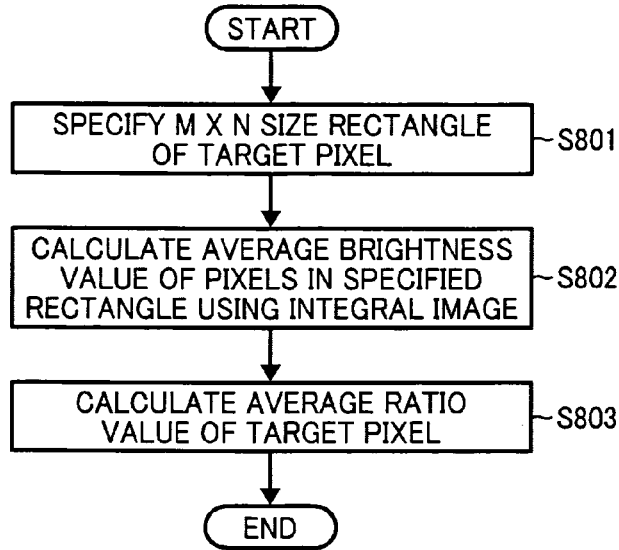 START
SPECIFY M X N SIZE RECTANGLE
OF TARGET PIXEL
S801
CALCULATE AVERAGE BRIGHTNESS
VALUE OF PIXELS IN SPECIFIED
RECTANGLE USING INTEGRAL IMAGE
S802
CALCULATE AVERAGE RATIO
VALUE OF TARGET PIXEL
S803
END